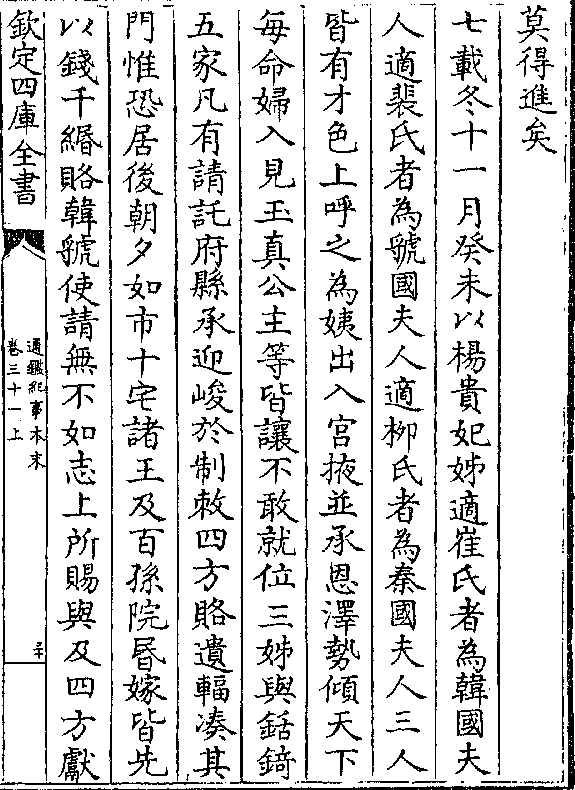 莫得進矣
七載冬十一月癸未以楊貴妃姊適崔氏者為韓國夫
人適裴氏者為虢國夫人適柳氏者為秦國夫人三人
皆有才色上呼之為姨出入宫掖並承恩澤勢傾天下
每命婦入見玉真公主等皆讓不敢就位三姊與銛錡
五家凡有請託府縣承迎峻於制敕四方賂遺輻湊其
門惟恐居後朝夕如市十宅諸王及百孫院昏嫁皆先
以錢千緡賂韓虢使請無不如志上所賜與及四方獻
欽定四庫全書
通鑑紀事本末
卷三十一上
三十